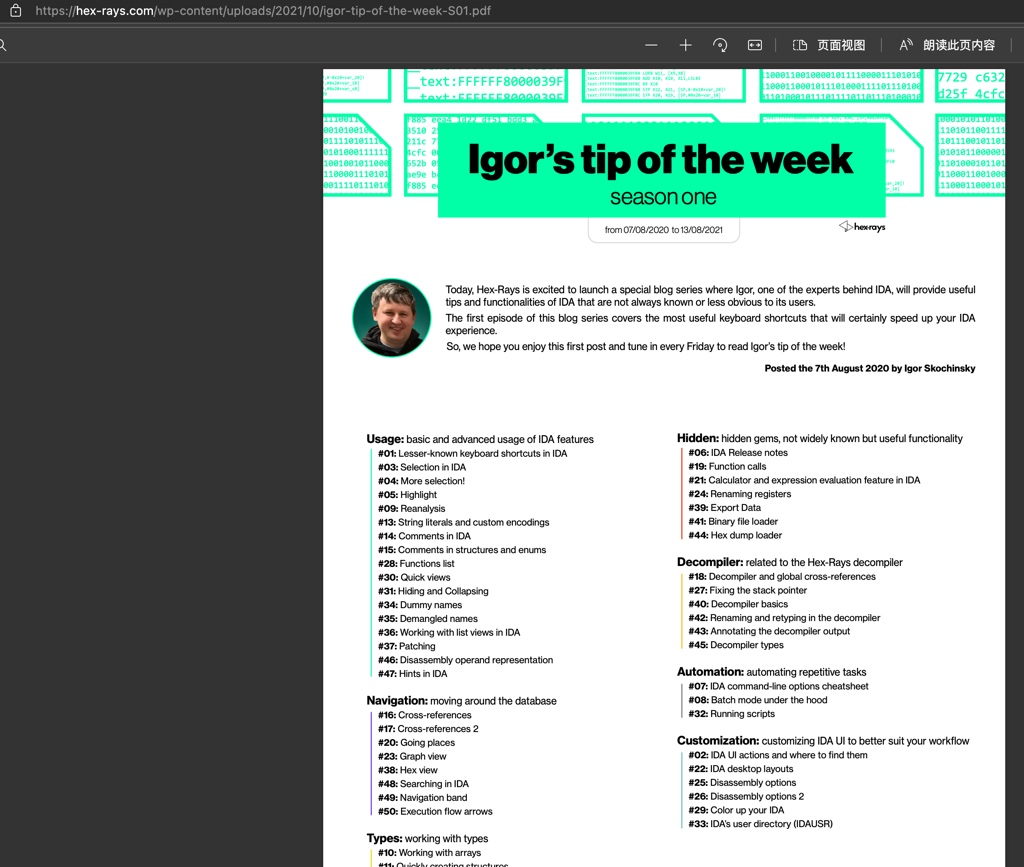 https://hex-rays.com/wp-content/uploads/2021/10/igor-tip-of-the-week-S01.pdf
页面视图
朗读此页内容
text:FFFFFF8000039F
7729 c632
d25f 4cfc
Igor's tip of the week
season one
from 07/08/2020 to 13/08/2021
hex-rays
Today, Hex-Rays is excited to launch a special blog series where Igor, one of the experts behind IDA, will provide useful
tips and functionalities of IDA that are not always known or less obvious to its users.
The first episode of this blog series covers the most useful keyboard shortcuts that will certainly speed up your IDA
experience.
So, we hope you enjoy this first post and tune in every Friday to read Igor's tip of the week!
Posted the 7th August 2020 by Igor Skochinsky
Usage: basic and advanced usage of IDA features
#01: Lesser-known keyboard shortcuts in IDA
#03: Selection in IDA
#04: More selection!
#05: Highlight
#09: Reanalysis
#13: String literals and custom encodings
#14: Comments in IDA
#15: Comments in structures and enums
#28: Functions list
#30: Quick views
#31: Hiding and Collapsing
#34: Dummy names
#35: Demangled names
#36: Working with list views in IDA
#37: Patching
#46: Disassembly operand representation
#47: Hints in IDA
Navigation: moving around the database
#16: Cross-references
#17: Cross-references 2
#20: Going places
#23: Graph view
#38: Hex view
#48: Searching in IDA
#49: Navigation band
#50: Execution flow arrows
Types: working with types
#10: Working with arrays
#11: Quickly creating structures
Hidden: hidden gems, not widely known but useful functionality
#06: IDA Release notes
#19: Function calls
#21: Calculator and expression evaluation feature in IDA
#24: Renaming registers
#39: Export Data
#41: Binary file loader
#44: Hex dump loader
Decompiler: related to the Hex-Rays decompiler
#18: Decompiler and global cross-references
#27: Fixing the stack pointer
#40: Decompiler basics
#42: Renaming and retyping in the decompiler
#43: Annotating the decompiler output
#45: Decompiler types
Automation: automating repetitive tasks
#07: IDA command-line options cheatsheet
#08: Batch mode under the hood
#32: Running scripts
Customization: customizing IDA UI to better suit your workflow
#02: IDA UI actions and where to find them
#22: IDA desktop layouts
#25: Disassembly options
#26: Disassembly options 2
#29: Color up your IDA
#33: IDA's user directory (IDAUSR)